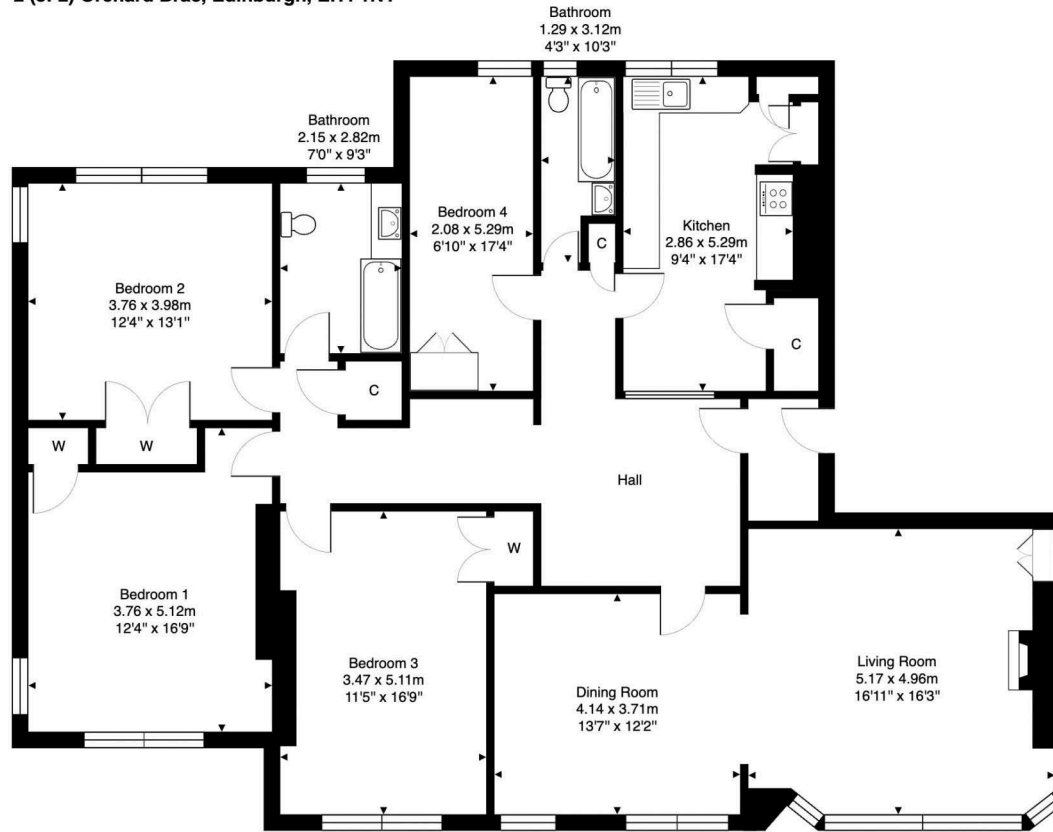 Bathroom
1.29 x 3.12m
4'3" x 10'3"
Bathroom
2.15 x 2.82m
7'0" x 9'3"
Bedroom 4
2.08 x 5.29m
6'10" x 17'4"
Kitchen
2.86 x 5.29m
9'4" x 17'4"
C
Bedroom 2
3.76 x 3.98m
12'4" x 13'1"
C
C
W
W
Hall
W
Bedroom 1
3.76 x 5.12m
12'4" x 16'9"
Bedroom 3
3.47 x 5.11m
11'5" x 16'9"
Dining Room
4.14 x 3.71m
13'7" x 12'2"
Living Room
5.17 x 4.96m
16'11" x 16'3"